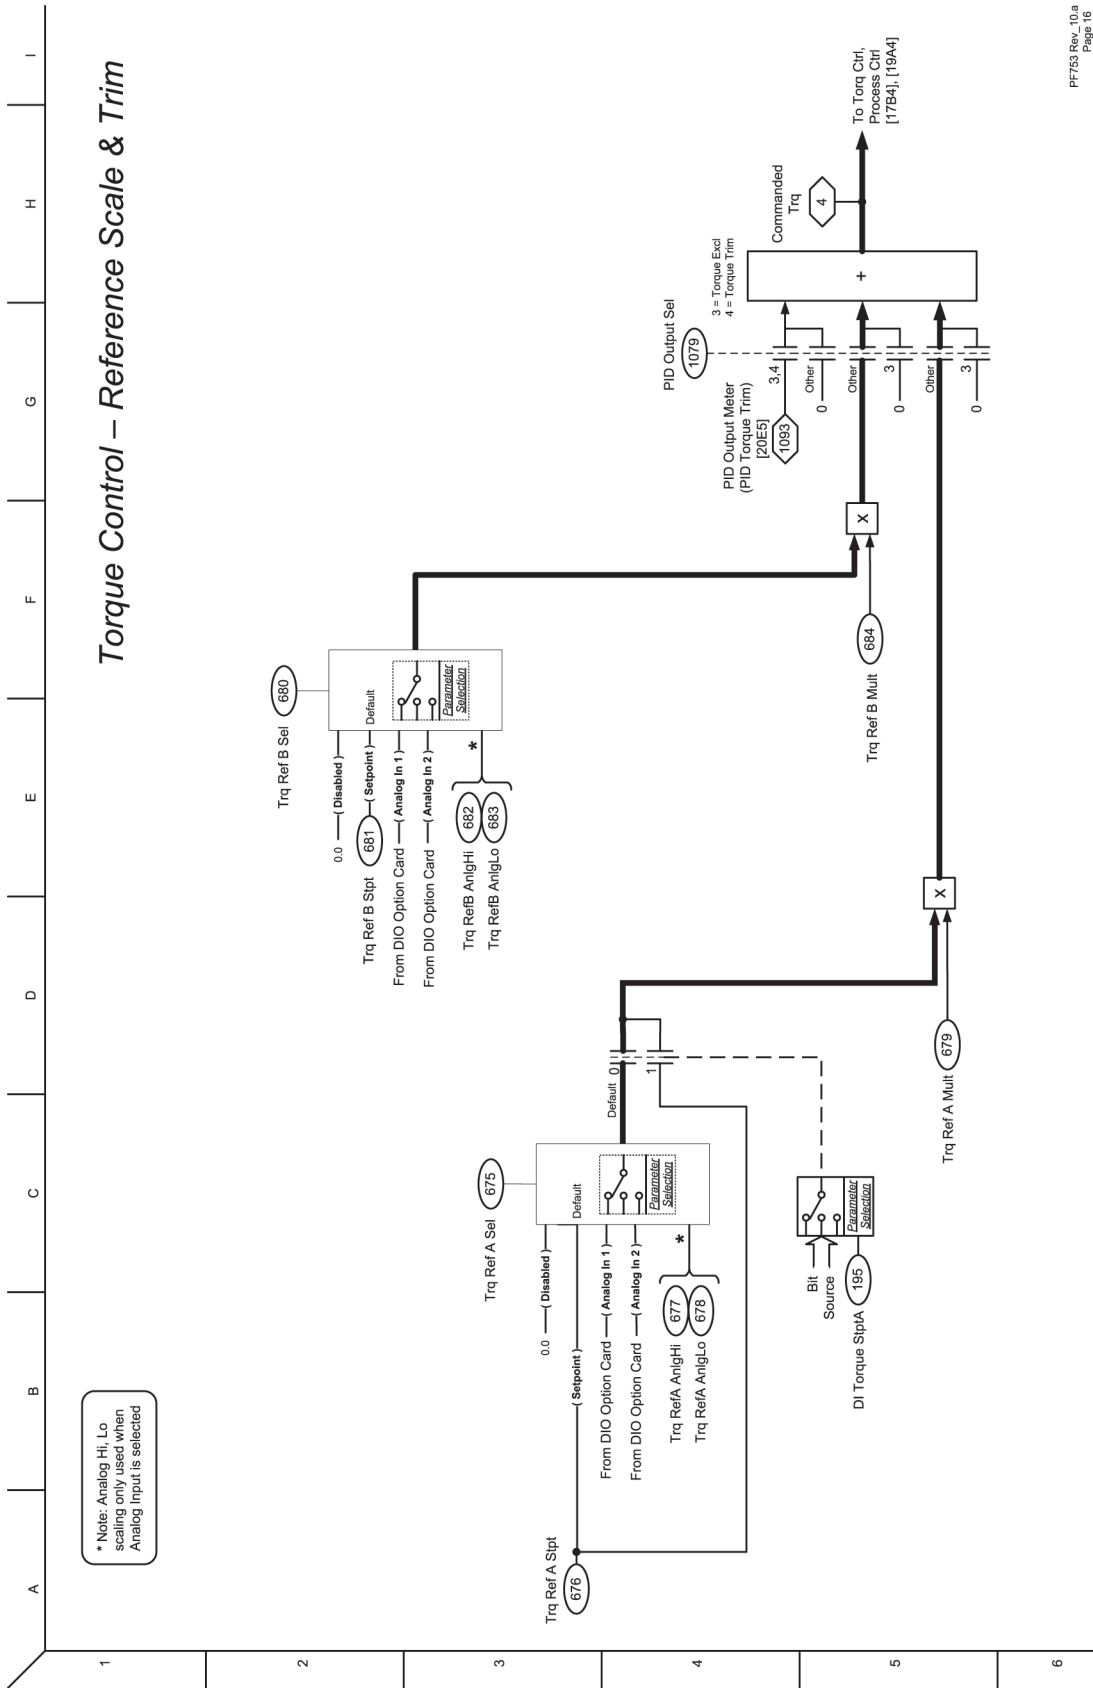 A
B
C
D
E
F
G
H
I
1
2
3
4
5
6
Torque Control – Reference Scale & Trim
* Note: Analog Hi, Lo
scaling only used when
Analog Input is selected
Trq Ref B Sel
680
0.0
( Disabled )
Trq Ref B Stpt
681
( Setpoint )
Default
From DIO Option Card
( Analog In 1 )
From DIO Option Card
( Analog In 2 )
Trq RefB AnlgHi
682
Trq RefB AnlgLo
683
*
Parameter
Selection
Trq Ref A Sel
675
0.0
( Disabled )
Trq Ref A Stpt
676
( Setpoint )
Default
From DIO Option Card
( Analog In 1 )
From DIO Option Card
( Analog In 2 )
Trq RefA AnlgHi
677
Trq RefA AnlgLo
678
*
Parameter
Selection
Default
0
1
Bit
Source
DI Torque StptA
195
Parameter
Selection
Trq Ref A Mult
679
X
Trq Ref B Mult
684
X
PID Output Sel
1079
3 = Torque Excl
4 = Torque Trim
PID Output Meter
(PID Torque Trim)
[20E5]
1093
3,4
Other
0
Other
3
0
Other
3
0
+
Commanded
Trq
4
To Torq Ctrl,
Process Ctrl
[17B4], [19A4]
PF753 Rev_10.a
Page 16